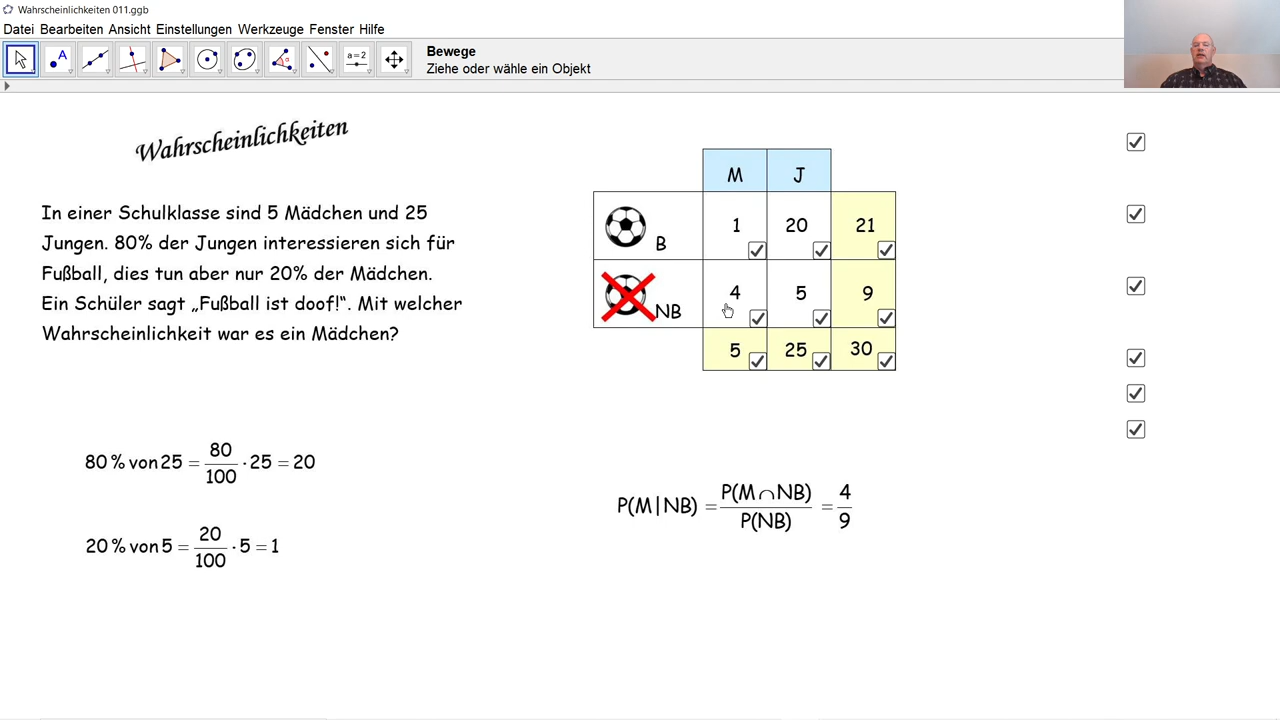 Wahrscheinlichkeiten 011.ggb
Datei Bearbeiten Ansicht Einstellungen Werkzeuge Fenster Hilfe
A
α
a=2
Bewege
Ziehe oder wähle ein Objekt
Wahrscheinlichkeiten
In einer Schulklasse sind 5 Mädchen und 25
Jungen. 80% der Jungen interessieren sich für
Fußball, dies tun aber nur 20% der Mädchen.
Ein Schüler sagt „Fußball ist doof!“. Mit welcher
Wahrscheinlichkeit war es ein Mädchen?
M J
B 1 20 21
NB 4 5 9
5 25 30
80 % von 25 = 80/100 · 25 = 20
20 % von 5 = 20/100 · 5 = 1
P(M|NB) = P(M∩NB)/P(NB) = 4/9